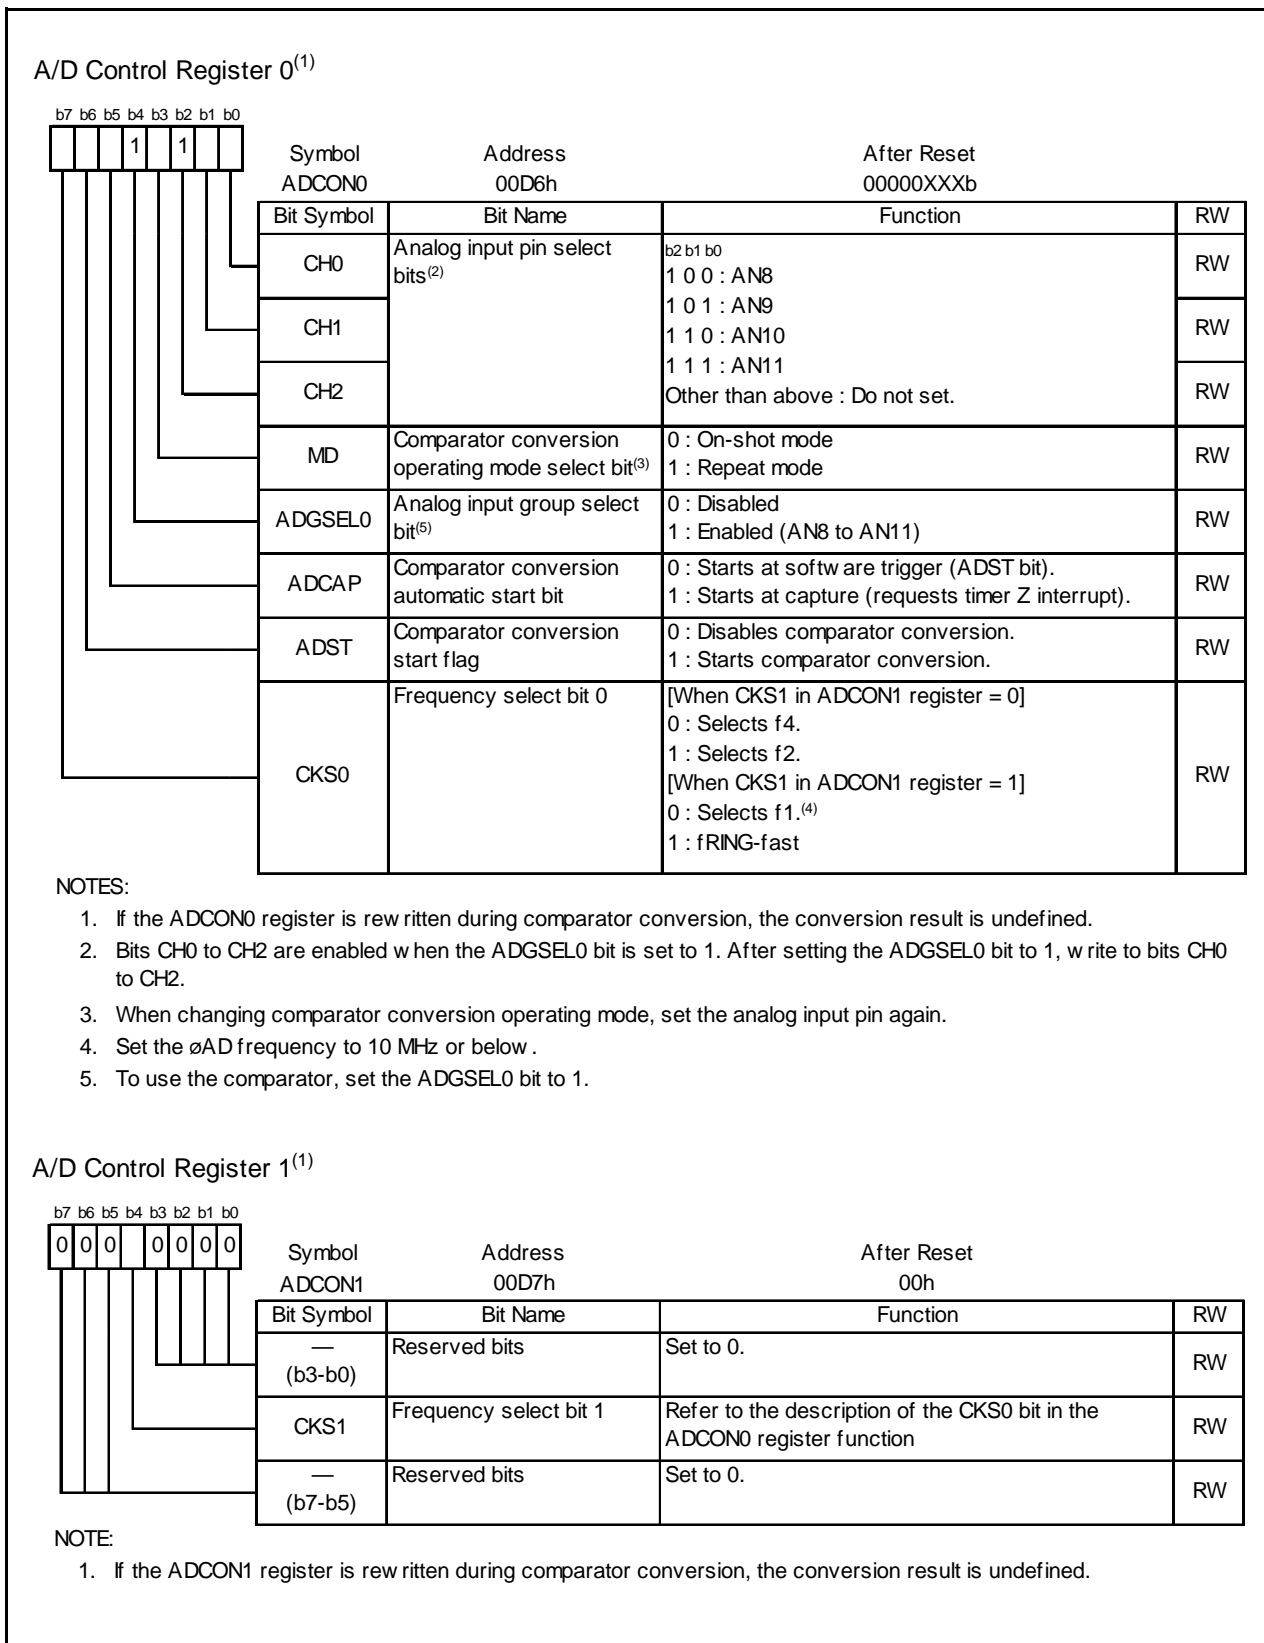 A/D Control Register 0(1)
b7 b6 b5 b4 b3 b2 b1 b0
1 1
Symbol Address After Reset
ADCON0 00D6h 00000XXXb
Bit Symbol Bit Name Function RW
CH0 Analog input pin select bits(2) b2 b1 b0 RW
1 0 0 : AN8
1 0 1 : AN9
CH1 1 1 0 : AN10 RW
1 1 1 : AN11
CH2 Other than above : Do not set. RW
MD Comparator conversion operating mode select bit(3) 0 : On-shot mode RW
1 : Repeat mode
ADGSEL0 Analog input group select bit(5) 0 : Disabled RW
1 : Enabled (AN8 to AN11)
ADCAP Comparator conversion automatic start bit 0 : Starts at software trigger (ADST bit). RW
1 : Starts at capture (requests timer Z interrupt).
ADST Comparator conversion start flag 0 : Disables comparator conversion. RW
1 : Starts comparator conversion.
CKS0 Frequency select bit 0 [When CKS1 in ADCON1 register = 0] RW
0 : Selects f4.
1 : Selects f2.
[When CKS1 in ADCON1 register = 1]
0 : Selects f1.(4)
1 : fRING-fast
NOTES:
1. If the ADCON0 register is rewritten during comparator conversion, the conversion result is undefined.
2. Bits CH0 to CH2 are enabled when the ADGSEL0 bit is set to 1. After setting the ADGSEL0 bit to 1, write to bits CH0
to CH2.
3. When changing comparator conversion operating mode, set the analog input pin again.
4. Set the øAD frequency to 10 MHz or below.
5. To use the comparator, set the ADGSEL0 bit to 1.
A/D Control Register 1(1)
b7 b6 b5 b4 b3 b2 b1 b0
0 0 0 0 0 0 0
Symbol Address After Reset
ADCON1 00D7h 00h
Bit Symbol Bit Name Function RW
— Reserved bits Set to 0. RW
(b3-b0)
CKS1 Frequency select bit 1 Refer to the description of the CKS0 bit in the RW
ADCON0 register function
— Reserved bits Set to 0. RW
(b7-b5)
NOTE:
1. If the ADCON1 register is rewritten during comparator conversion, the conversion result is undefined.